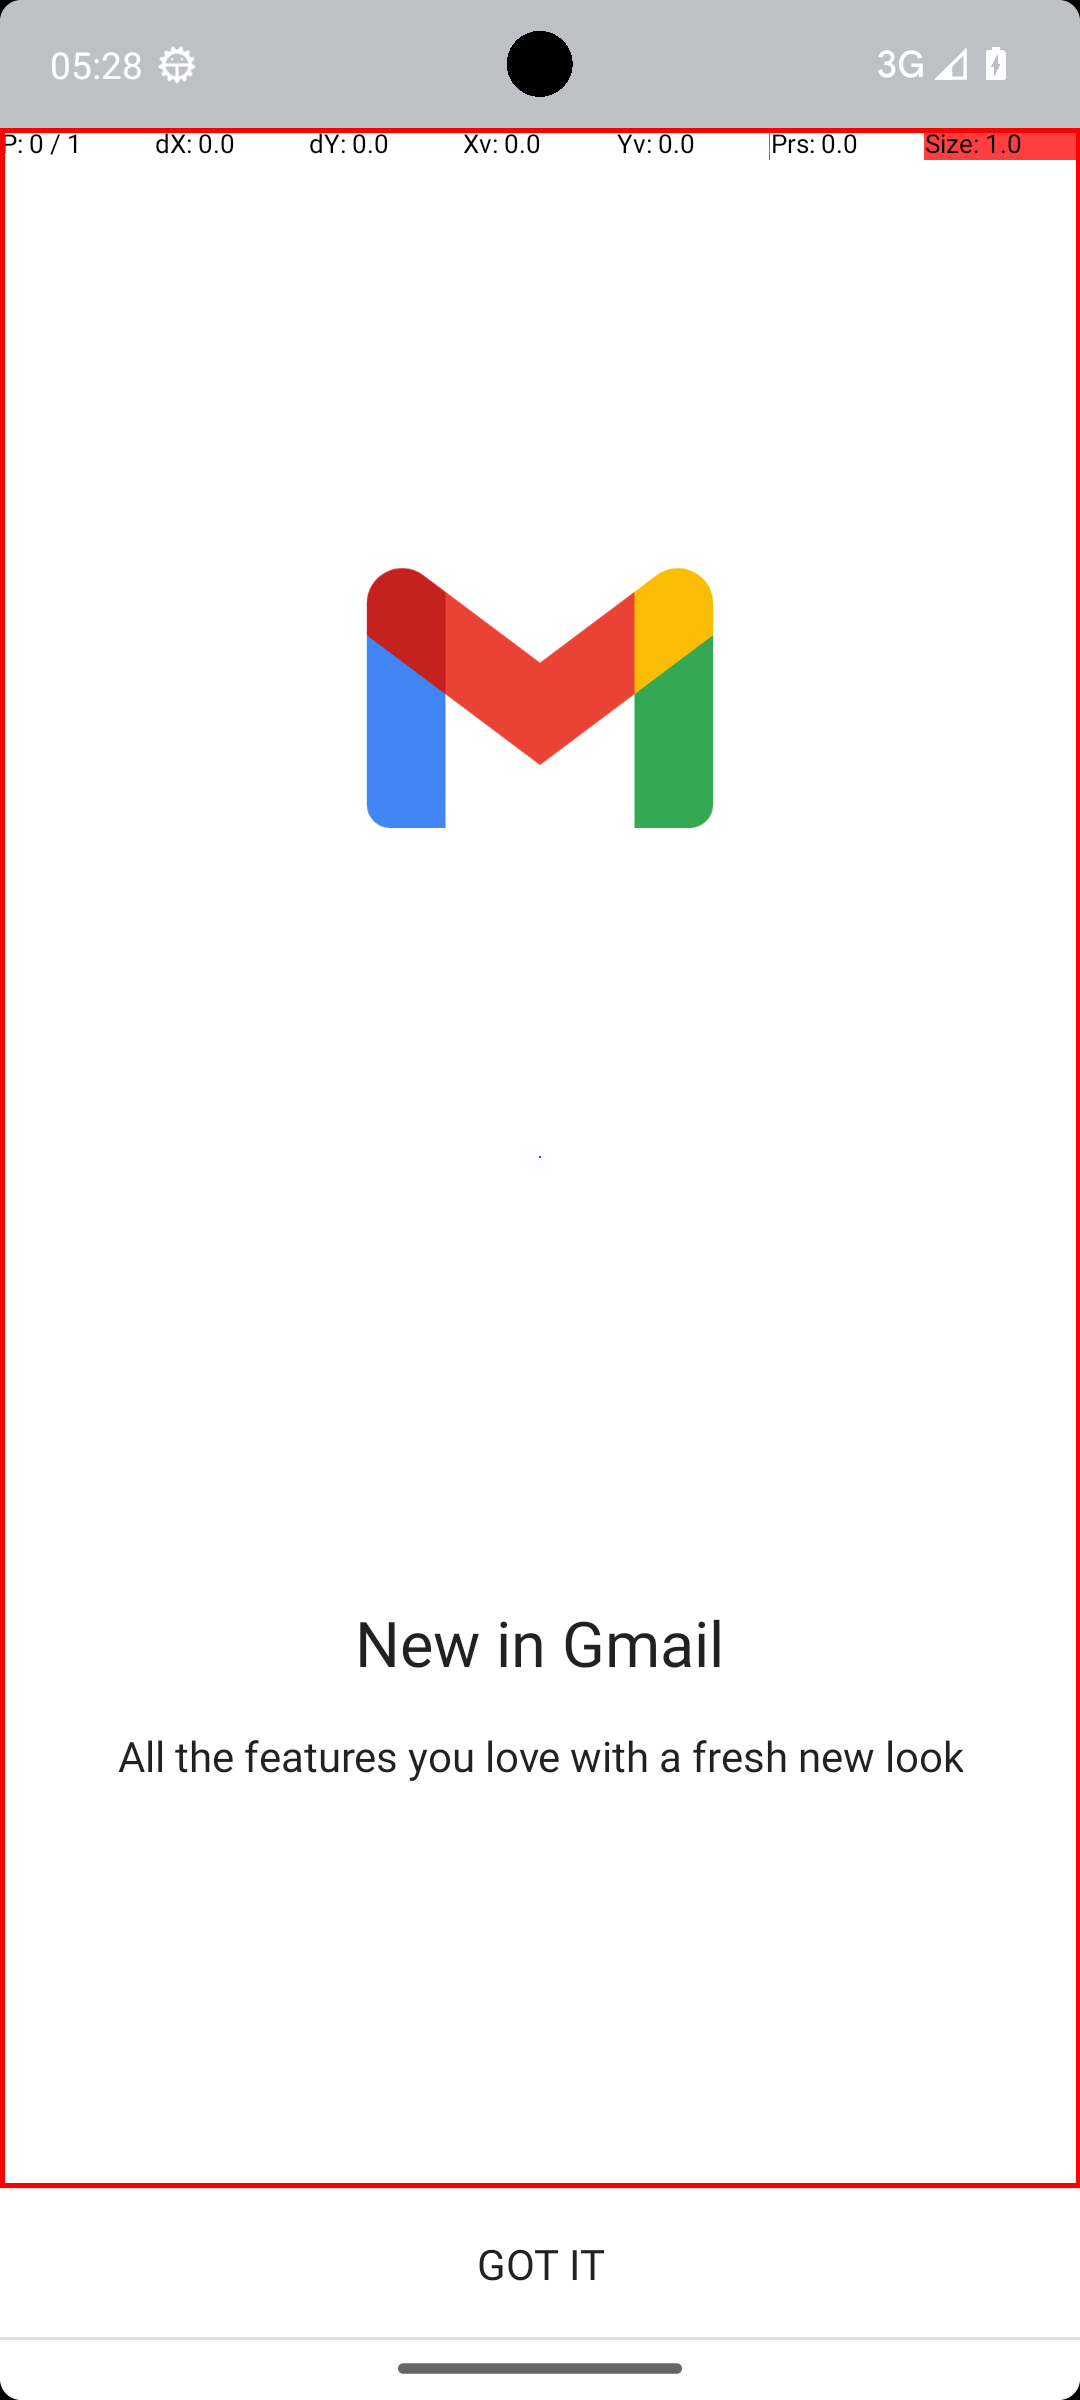 05:28 3G
P: 0 / 1 dX: 0.0 dY: 0.0 Xv: 0.0 Yv: 0.0 Prs: 0.0 Size: 1.0
New in Gmail
All the features you love with a fresh new look
GOT IT